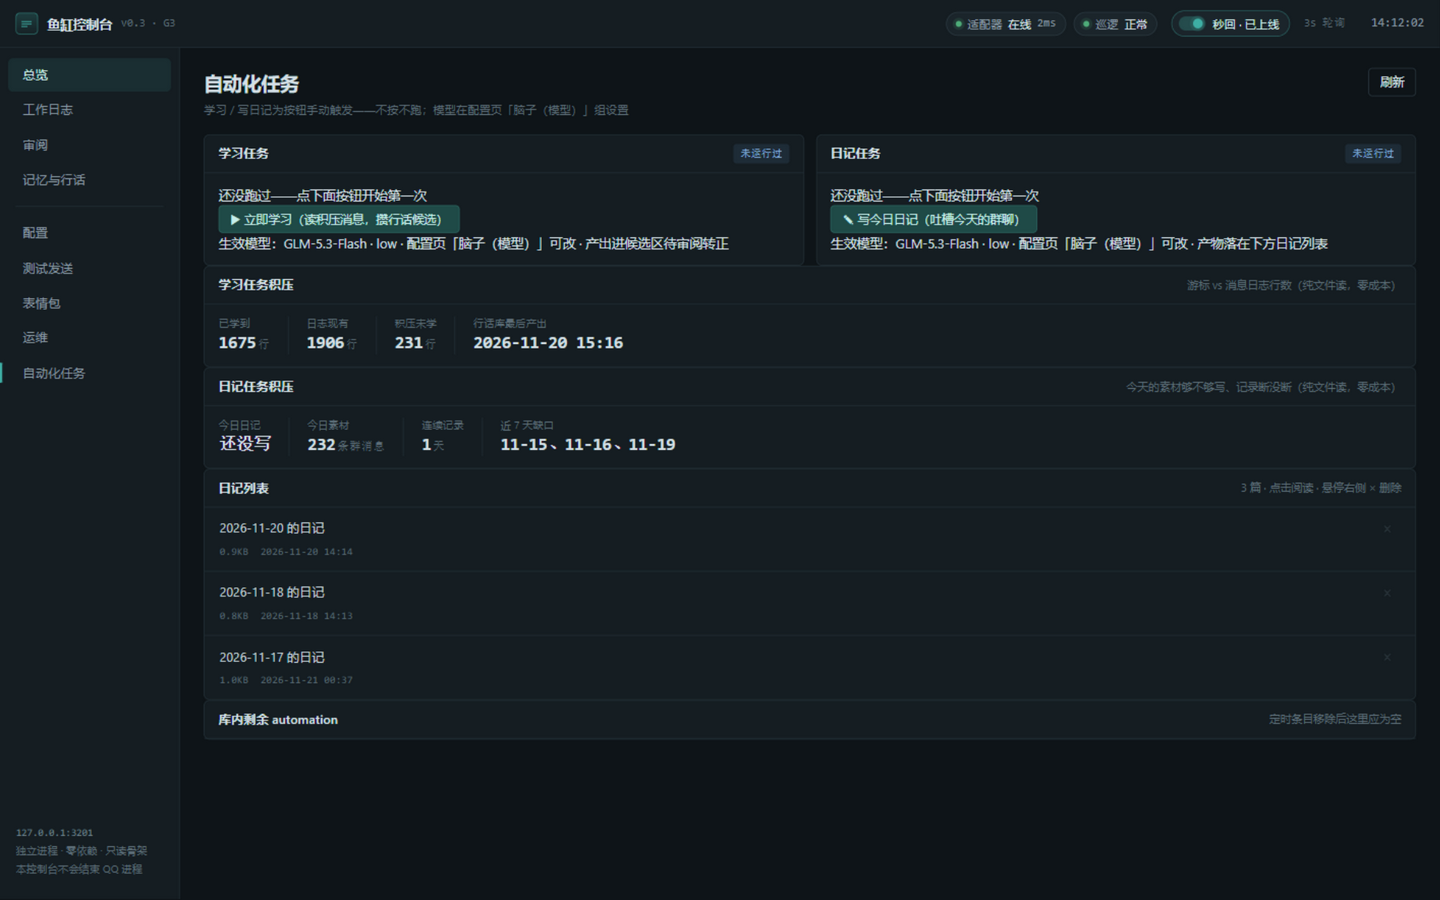 鱼缸控制台 v0.3 · G3
适配器 在线 2ms
巡逻 正常
秒回 · 已上线
3s 轮询
14:12:02
总览
工作日志
审阅
记忆与行话
配置
测试发送
表情包
运维
自动化任务
127.0.0.1:3201
独立进程 · 零依赖 · 只读骨架
本控制台不会结束 QQ 进程
自动化任务
刷新
学习 / 写日记为按钮手动触发——不按不跑；模型在配置页「脑子（模型）」组设置
学习任务
未运行过
还没跑过——点下面按钮开始第一次
▶ 立即学习（读积压消息，攒行话候选）
生效模型：GLM-5.3-Flash · low · 配置页「脑子（模型）」可改 · 产出进候选区待审阅转正
日记任务
未运行过
还没跑过——点下面按钮开始第一次
✎ 写今日日记（吐槽今天的群聊）
生效模型：GLM-5.3-Flash · low · 配置页「脑子（模型）」可改 · 产物落在下方日记列表
学习任务积压
游标 vs 消息日志行数（纯文件读，零成本）
已学到
1675 行
日志现有
1906 行
积压未学
231 行
行话库最后产出
2026-11-20 15:16
日记任务积压
今天的素材够不够写、记录断没断（纯文件读，零成本）
今日日记
还没写
今日素材
232 条群消息
连续记录
1 天
近 7 天缺口
11-15、11-16、11-19
日记列表
3 篇 · 点击阅读 · 悬停右侧 × 删除
2026-11-20 的日记
×
0.9KB 2026-11-20 14:14
2026-11-18 的日记
×
0.8KB 2026-11-18 14:13
2026-11-17 的日记
×
1.0KB 2026-11-21 00:37
库内剩余 automation
定时条目移除后这里应为空